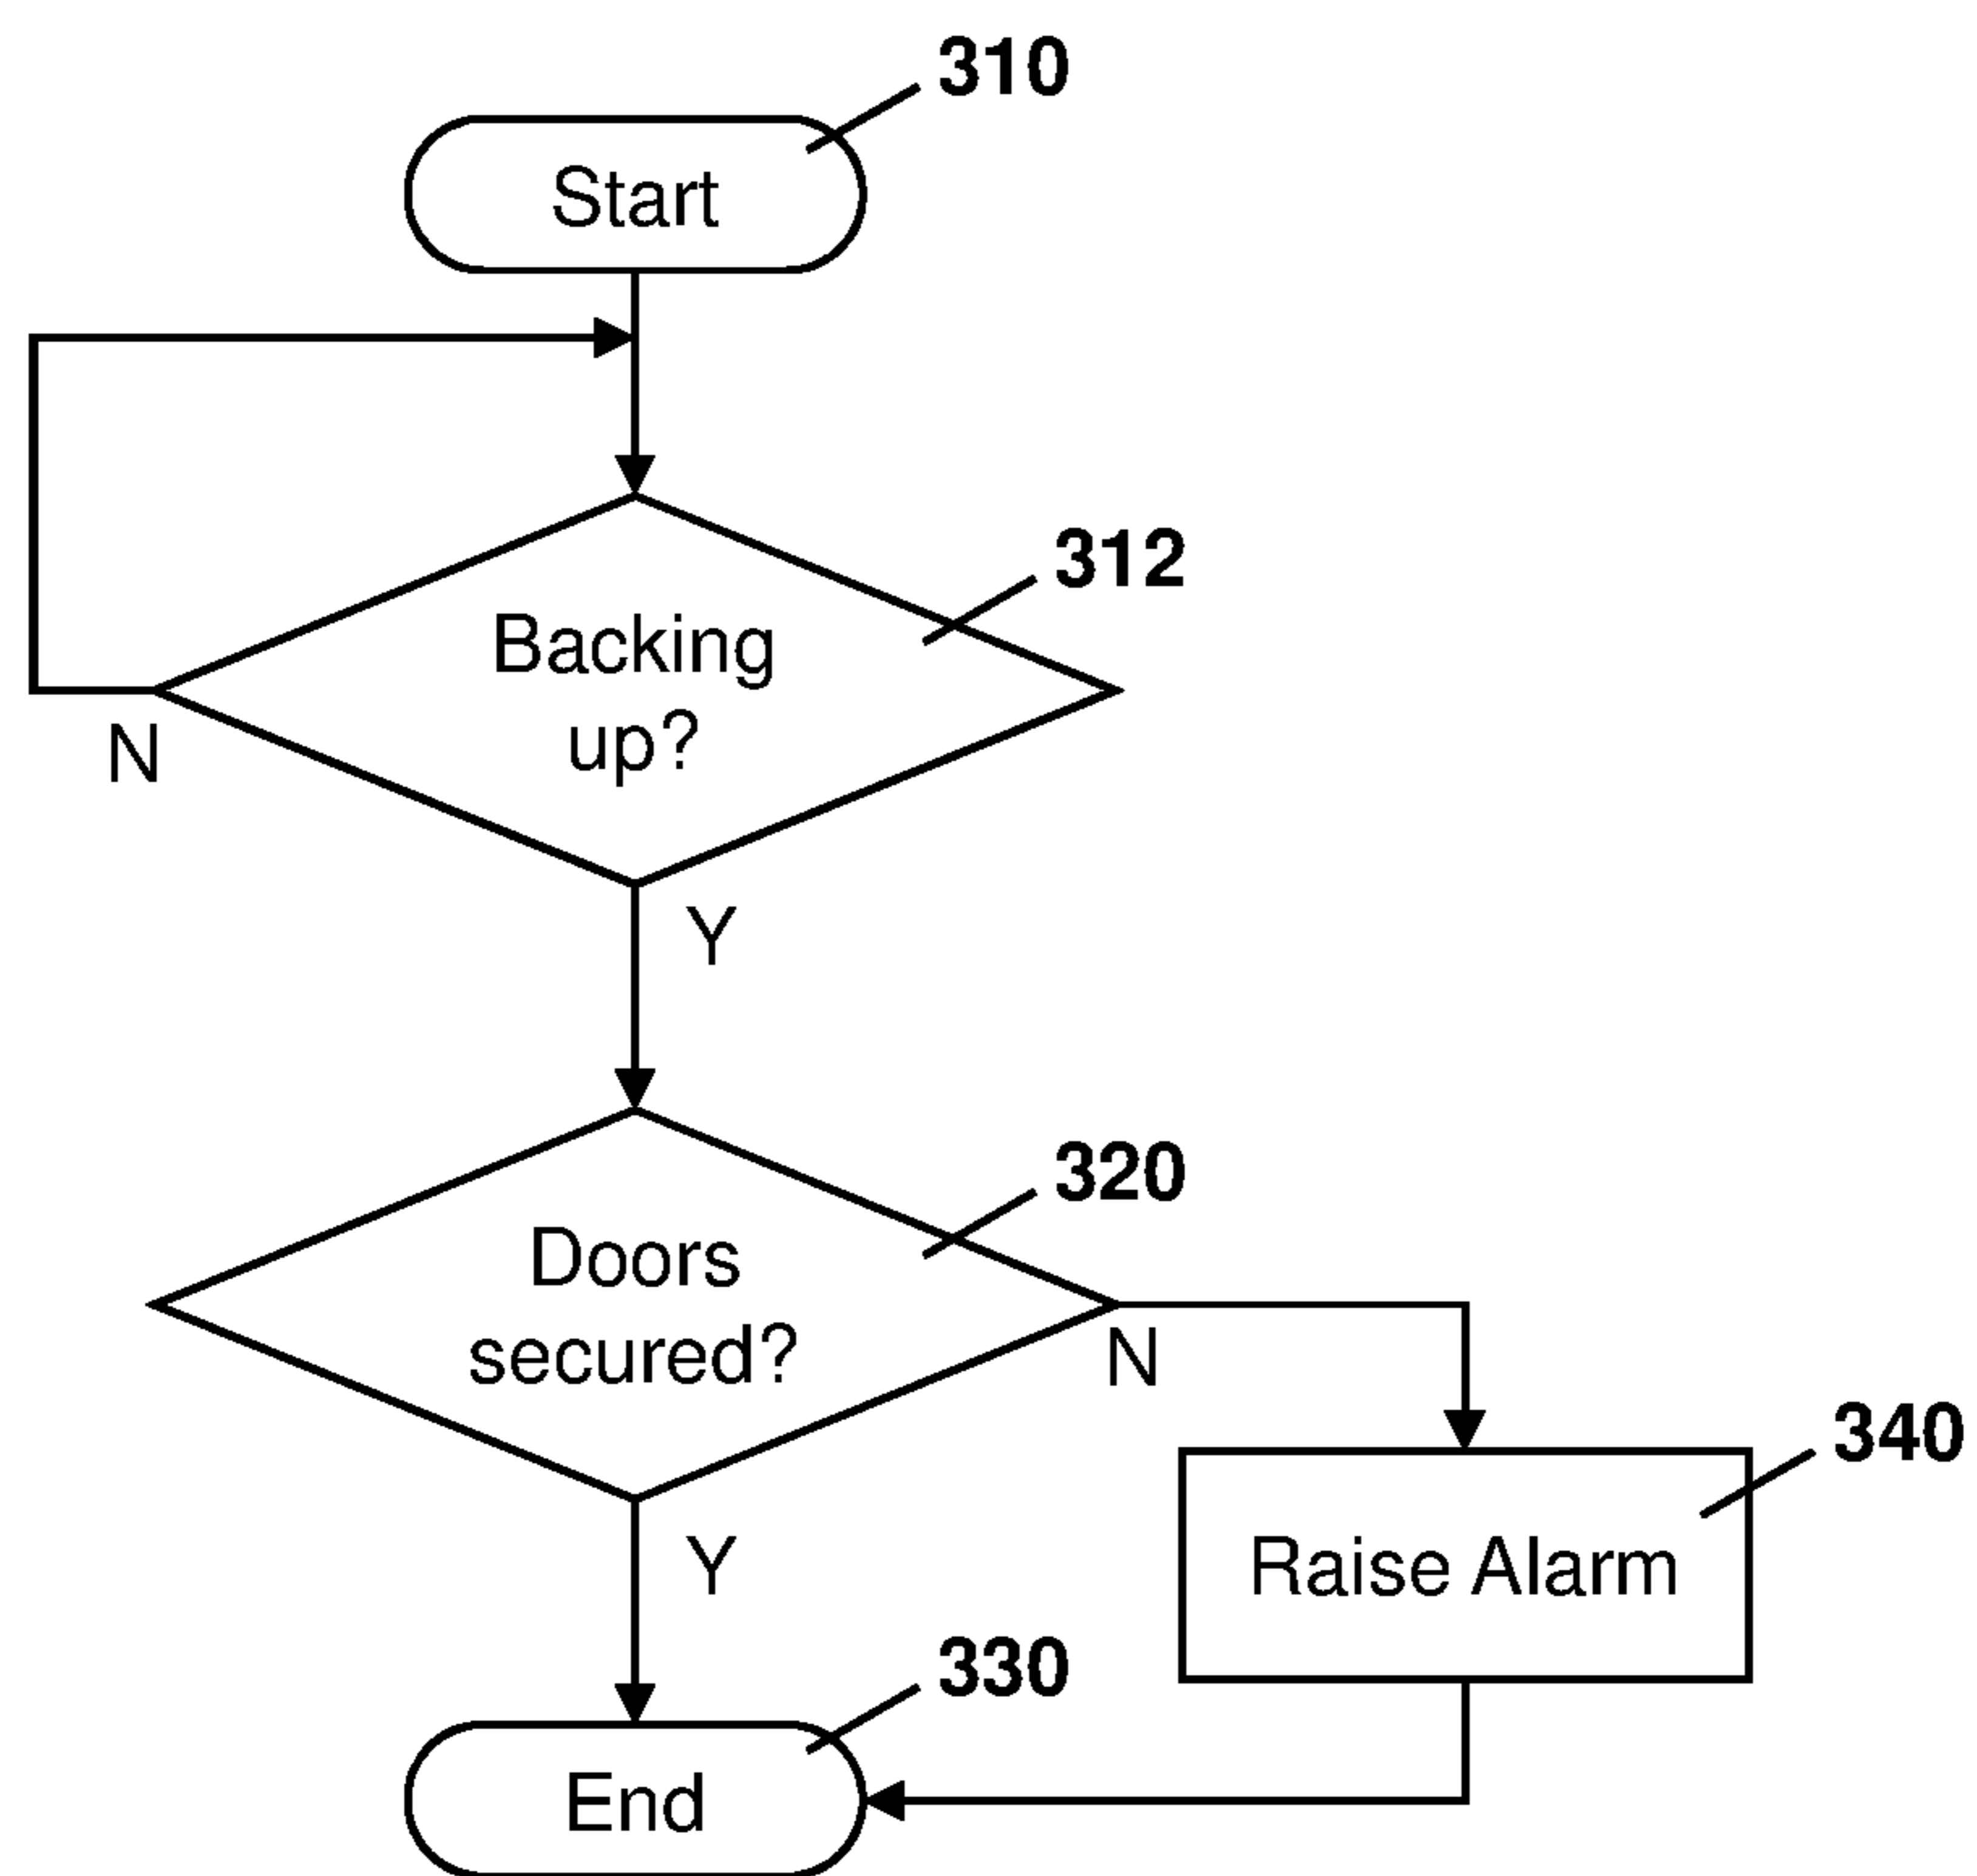 310
Start
312
Backing
up?
N
Y
320
Doors
secured?
N
340
Y
Raise Alarm
330
End